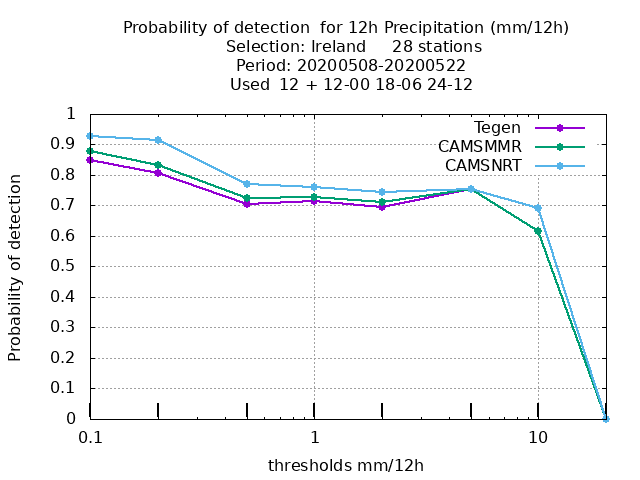 Probability of detection  for 12h Precipitation (mm/12h)
Selection: Ireland     28 stations
Period: 20200508-20200522
Used  12 + 12-00 18-06 24-12
Tegen
CAMSMMR
CAMSNRT
Probability of detection
1
0.9
0.8
0.7
0.6
0.5
0.4
0.3
0.2
0.1
0
0.1 1 10
thresholds mm/12h